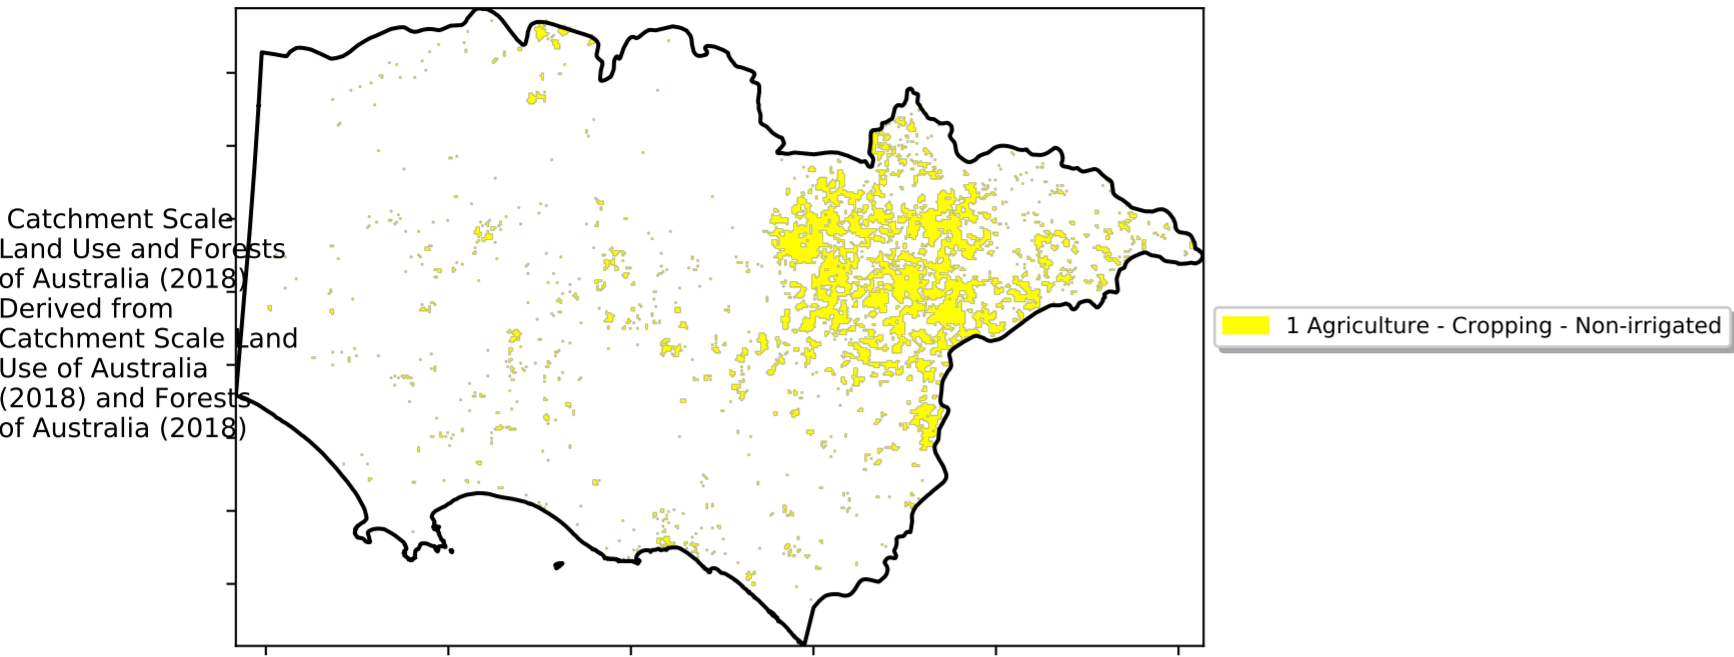 Catchment Scale
Land Use and Forests
of Australia (2018)
Derived from
Catchment Scale Land
Use of Australia
(2018) and Forests
of Australia (2018)
1 Agriculture - Cropping - Non-irrigated